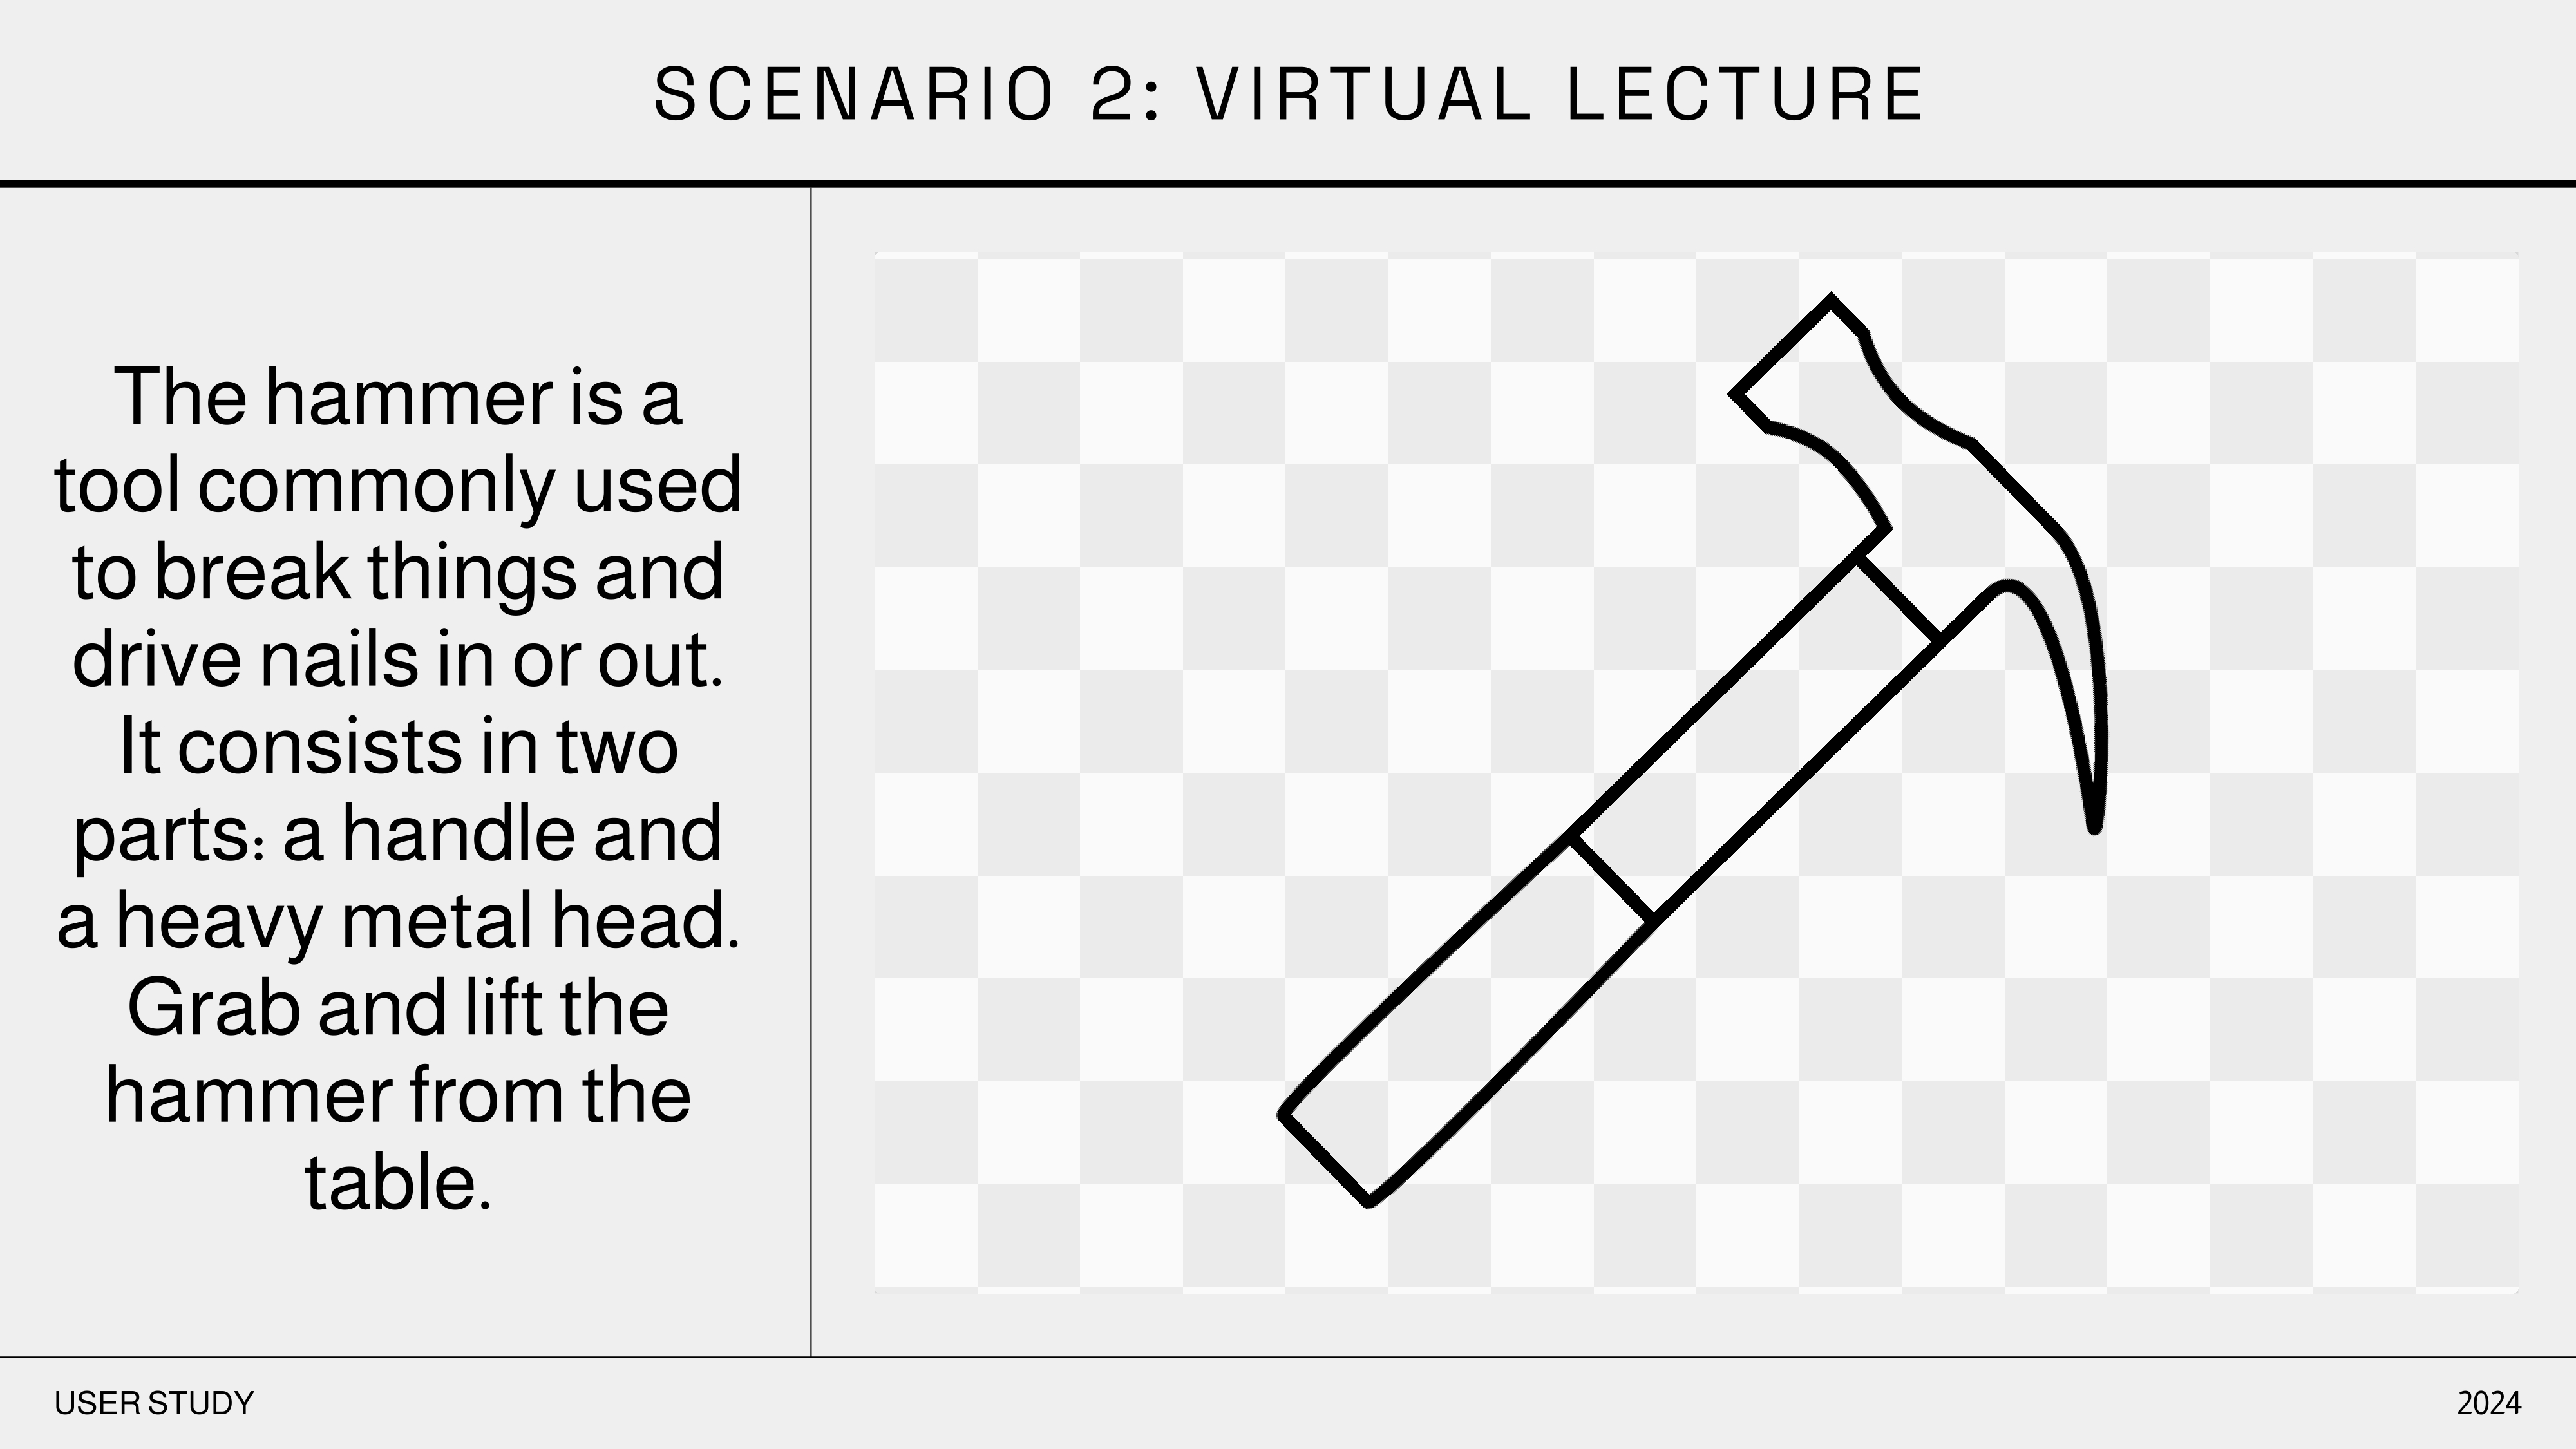 SCENARIO 2: VIRTUAL LECTURE
The hammer is a
tool commonly used
to break things and
drive nails in or out.
It consists in two
parts: a handle and
a heavy metal head.
Grab and lift the
hammer from the
table.
USER STUDY
2024